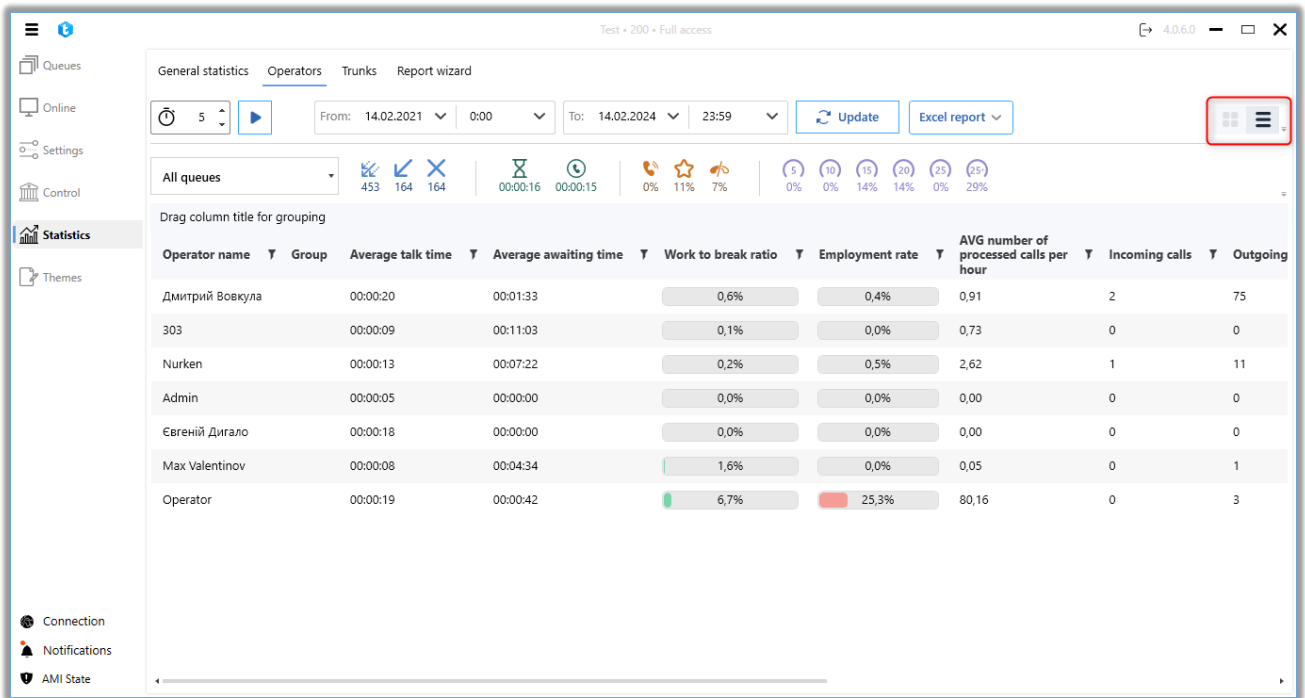 Test • 200 • Full access
4.0.6.0
Queues
Online
Settings
Control
Statistics
Themes
Connection
Notifications
AMI State
General statistics Operators Trunks Report wizard
5 From: 14.02.2021 0:00 To: 14.02.2024 23:59 Update Excel report
All queues
453 164 164 00:00:16 00:00:15 0% 11% 7%
5 10 15 20 25 25+
0% 0% 14% 14% 0% 29%
Drag column title for grouping
Operator name Group Average talk time Average awaiting time Work to break ratio Employment rate AVG number of processed calls per hour Incoming calls Outgoing
Дмитрий Вовкула 00:00:20 00:01:33 0,6% 0,4% 0,91 2 75
303 00:00:09 00:11:03 0,1% 0,0% 0,73 0 0
Nurken 00:00:13 00:07:22 0,2% 0,5% 2,62 1 11
Admin 00:00:05 00:00:00 0,0% 0,0% 0,00 0 0
Євгеній Дигало 00:00:18 00:00:00 0,0% 0,0% 0,00 0 0
Max Valentinov 00:00:08 00:04:34 1,6% 0,0% 0,05 0 1
Operator 00:00:19 00:00:42 6,7% 25,3% 80,16 0 3